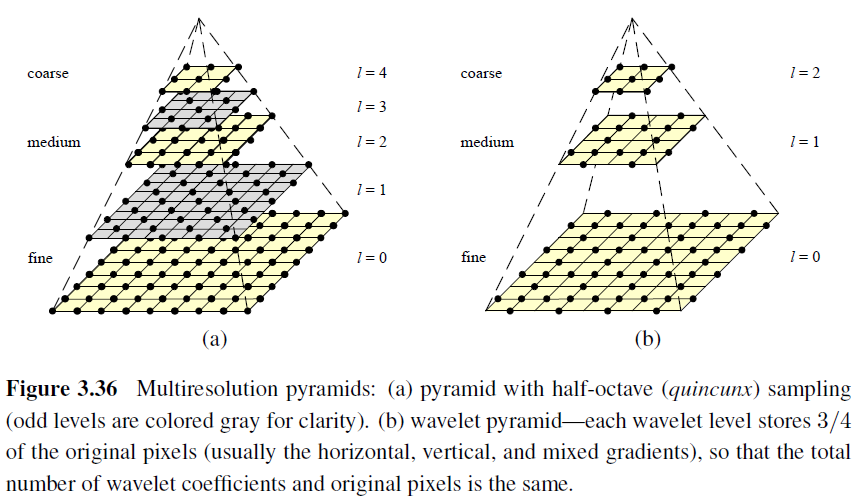 coarse l = 4
l = 3
medium l = 2
l = 1
fine l = 0
(a)
coarse l = 2
medium l = 1
fine l = 0
(b)
Figure 3.36 Multiresolution pyramids: (a) pyramid with half-octave (quincunx) sampling
(odd levels are colored gray for clarity). (b) wavelet pyramid—each wavelet level stores 3/4
of the original pixels (usually the horizontal, vertical, and mixed gradients), so that the total
number of wavelet coefficients and original pixels is the same.